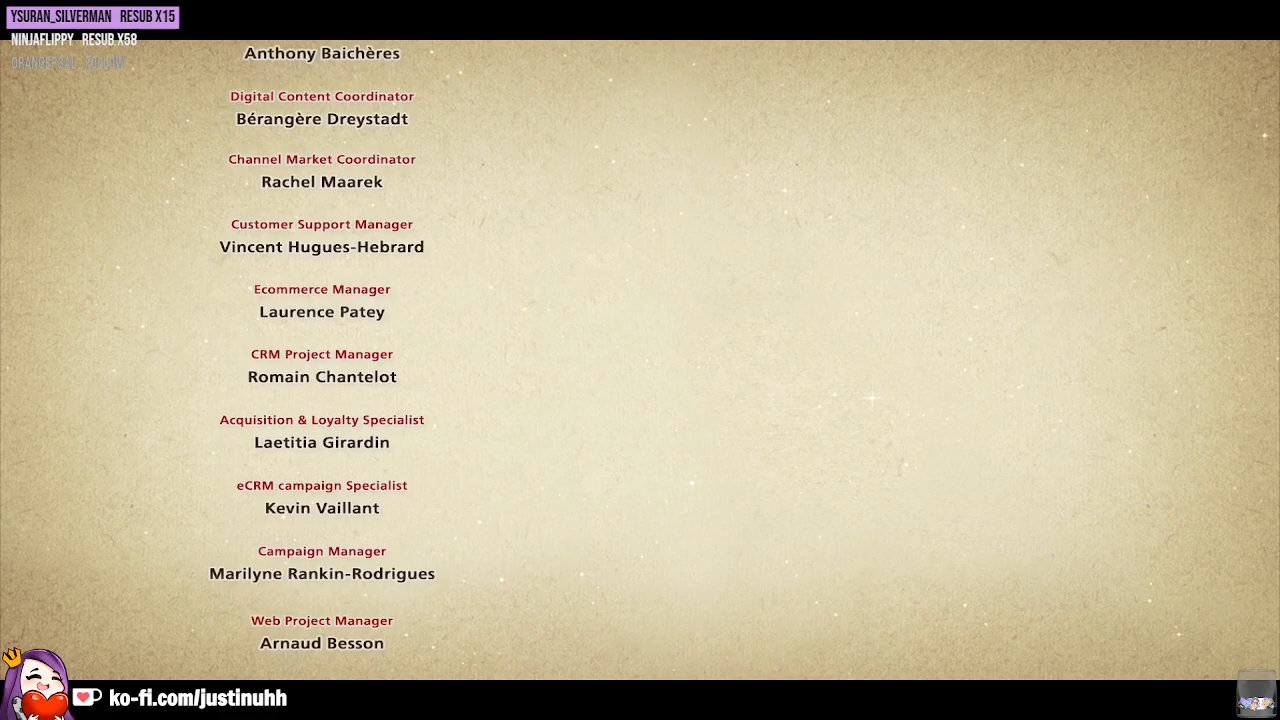 YSURAN_SILVERMAN RESUB X15
NINJAFLIPPY RESUB X58
Anthony Baichères
Digital Content Coordinator
Bérangère Dreystadt
Channel Market Coordinator
Rachel Maarek
Customer Support Manager
Vincent Hugues-Hebrard
Ecommerce Manager
Laurence Patey
CRM Project Manager
Romain Chantelot
Acquisition & Loyalty Specialist
Laetitia Girardin
eCRM campaign Specialist
Kevin Vaillant
Campaign Manager
Marilyne Rankin-Rodrigues
Web Project Manager
Arnaud Besson
ko-fi.com/justinuhh